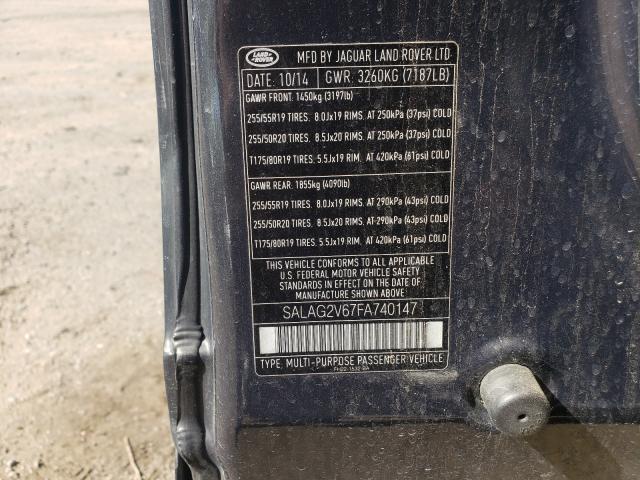 LAND ROVER
MFD BY JAGUAR LAND ROVER LTD
DATE: 10/14 GWR: 3260KG (7187LB)
GAWR FRONT: 1450kg (3197lb)
255/55R19 TIRES. 8.0Jx19 RIMS. AT 250kPa (37psi) COLD
255/50R20 TIRES. 8.5Jx20 RIMS. AT 250kPa (37psi) COLD
T175/80R19 TIRES. 5.5Jx19 RIM. AT 420kPa (61psi) COLD
GAWR REAR: 1855kg (4090lb)
255/55R19 TIRES. 8.0Jx19 RIMS. AT 290kPa (43psi) COLD
255/50R20 TIRES. 8.5Jx20 RIMS. AT 290kPa (43psi) COLD
T175/80R19 TIRES. 5.5Jx19 RIM. AT 420kPa (61psi) COLD
THIS VEHICLE CONFORMS TO ALL APPLICABLE
U.S. FEDERAL MOTOR VEHICLE SAFETY
STANDARDS IN EFFECT ON THE DATE OF
MANUFACTURE SHOWN ABOVE
SALAG2V67FA740147
TYPE, MULTI-PURPOSE PASSENGER VEHICLE